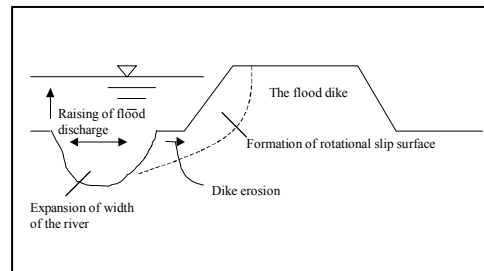 The flood dike
Raising of flood
discharge
Formation of rotational slip surface
Dike erosion
Expansion of width
of the river